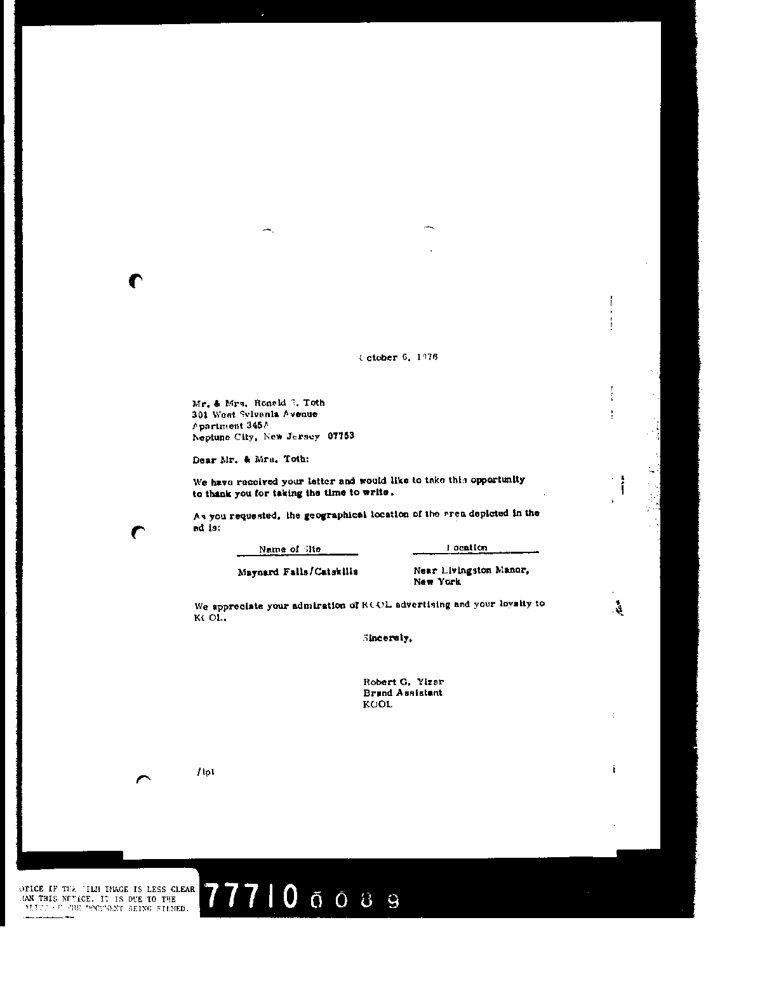 October 6, 1976
Mr. & Mrs. Ronald S. Toth
301 West Sylvania Avenue
Apartment 345A
Neptune City, New Jersey 07753
Dear Mr. & Mrs. Toth:
We have received your letter and would like to take this opportunity
to thank you for taking the time to write.
As you requested, the geographical location of the area depicted in the
ad is:
Name of Site Location
Maynard Falls/Catskills Near Livingston Manor,
New York
We appreciate your admiration of KOOL advertising and your loyalty to
KOOL.
Sincerely,
Robert G. Yizar
Brand Assistant
KOOL
/lpl
NOTICE IF THE FILM IMAGE IS LESS CLEAR
THAN THIS NOTICE, IT IS DUE TO THE
QUALITY OF THE DOCUMENT BEING FILMED.
77710 0089